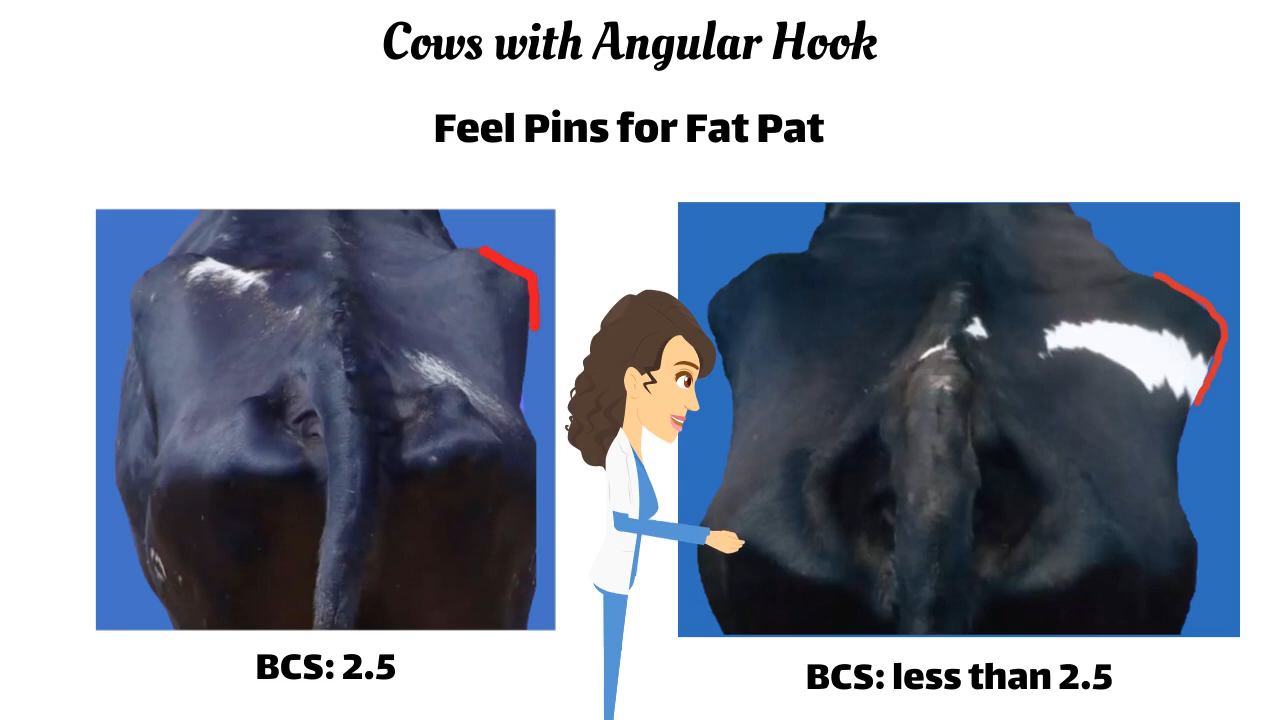 Cows with Angular Hook
Feel Pins for Fat Pat
BCS: 2.5
BCS: less than 2.5